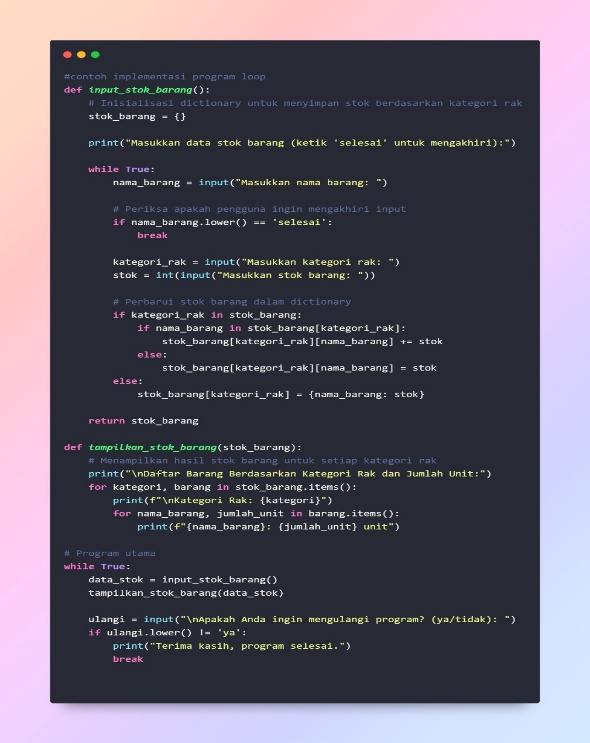 #contoh implementasi program loop
def input_stok_barang():
    # Inisialisasi dictionary untuk menyimpan stok berdasarkan kategori rak
    stok_barang = {}

    print("Masukkan data stok barang (ketik 'selesai' untuk mengakhiri):")

    while True:
        nama_barang = input("Masukkan nama barang: ")

        # Periksa apakah pengguna ingin mengakhiri input
        if nama_barang.lower() == 'selesai':
            break

        kategori_rak = input("Masukkan kategori rak: ")
        stok = int(input("Masukkan stok barang: "))

        # Perbarui stok barang dalam dictionary
        if kategori_rak in stok_barang:
            if nama_barang in stok_barang[kategori_rak]:
                stok_barang[kategori_rak][nama_barang] += stok
            else:
                stok_barang[kategori_rak][nama_barang] = stok
        else:
            stok_barang[kategori_rak] = {nama_barang: stok}

    return stok_barang

def tampilkan_stok_barang(stok_barang):
    # Menampilkan hasil stok barang untuk setiap kategori rak
    print("\nDaftar Barang Berdasarkan Kategori Rak dan Jumlah Unit:")
    for kategori, barang in stok_barang.items():
        print(f"\nKategori Rak: {kategori}")
        for nama_barang, jumlah_unit in barang.items():
            print(f"{nama_barang}: {jumlah_unit} unit")

# Program utama
while True:
    data_stok = input_stok_barang()
    tampilkan_stok_barang(data_stok)

    ulangi = input("\nApakah Anda ingin mengulangi program? (ya/tidak): ")
    if ulangi.lower() != 'ya':
        print("Terima kasih, program selesai.")
        break